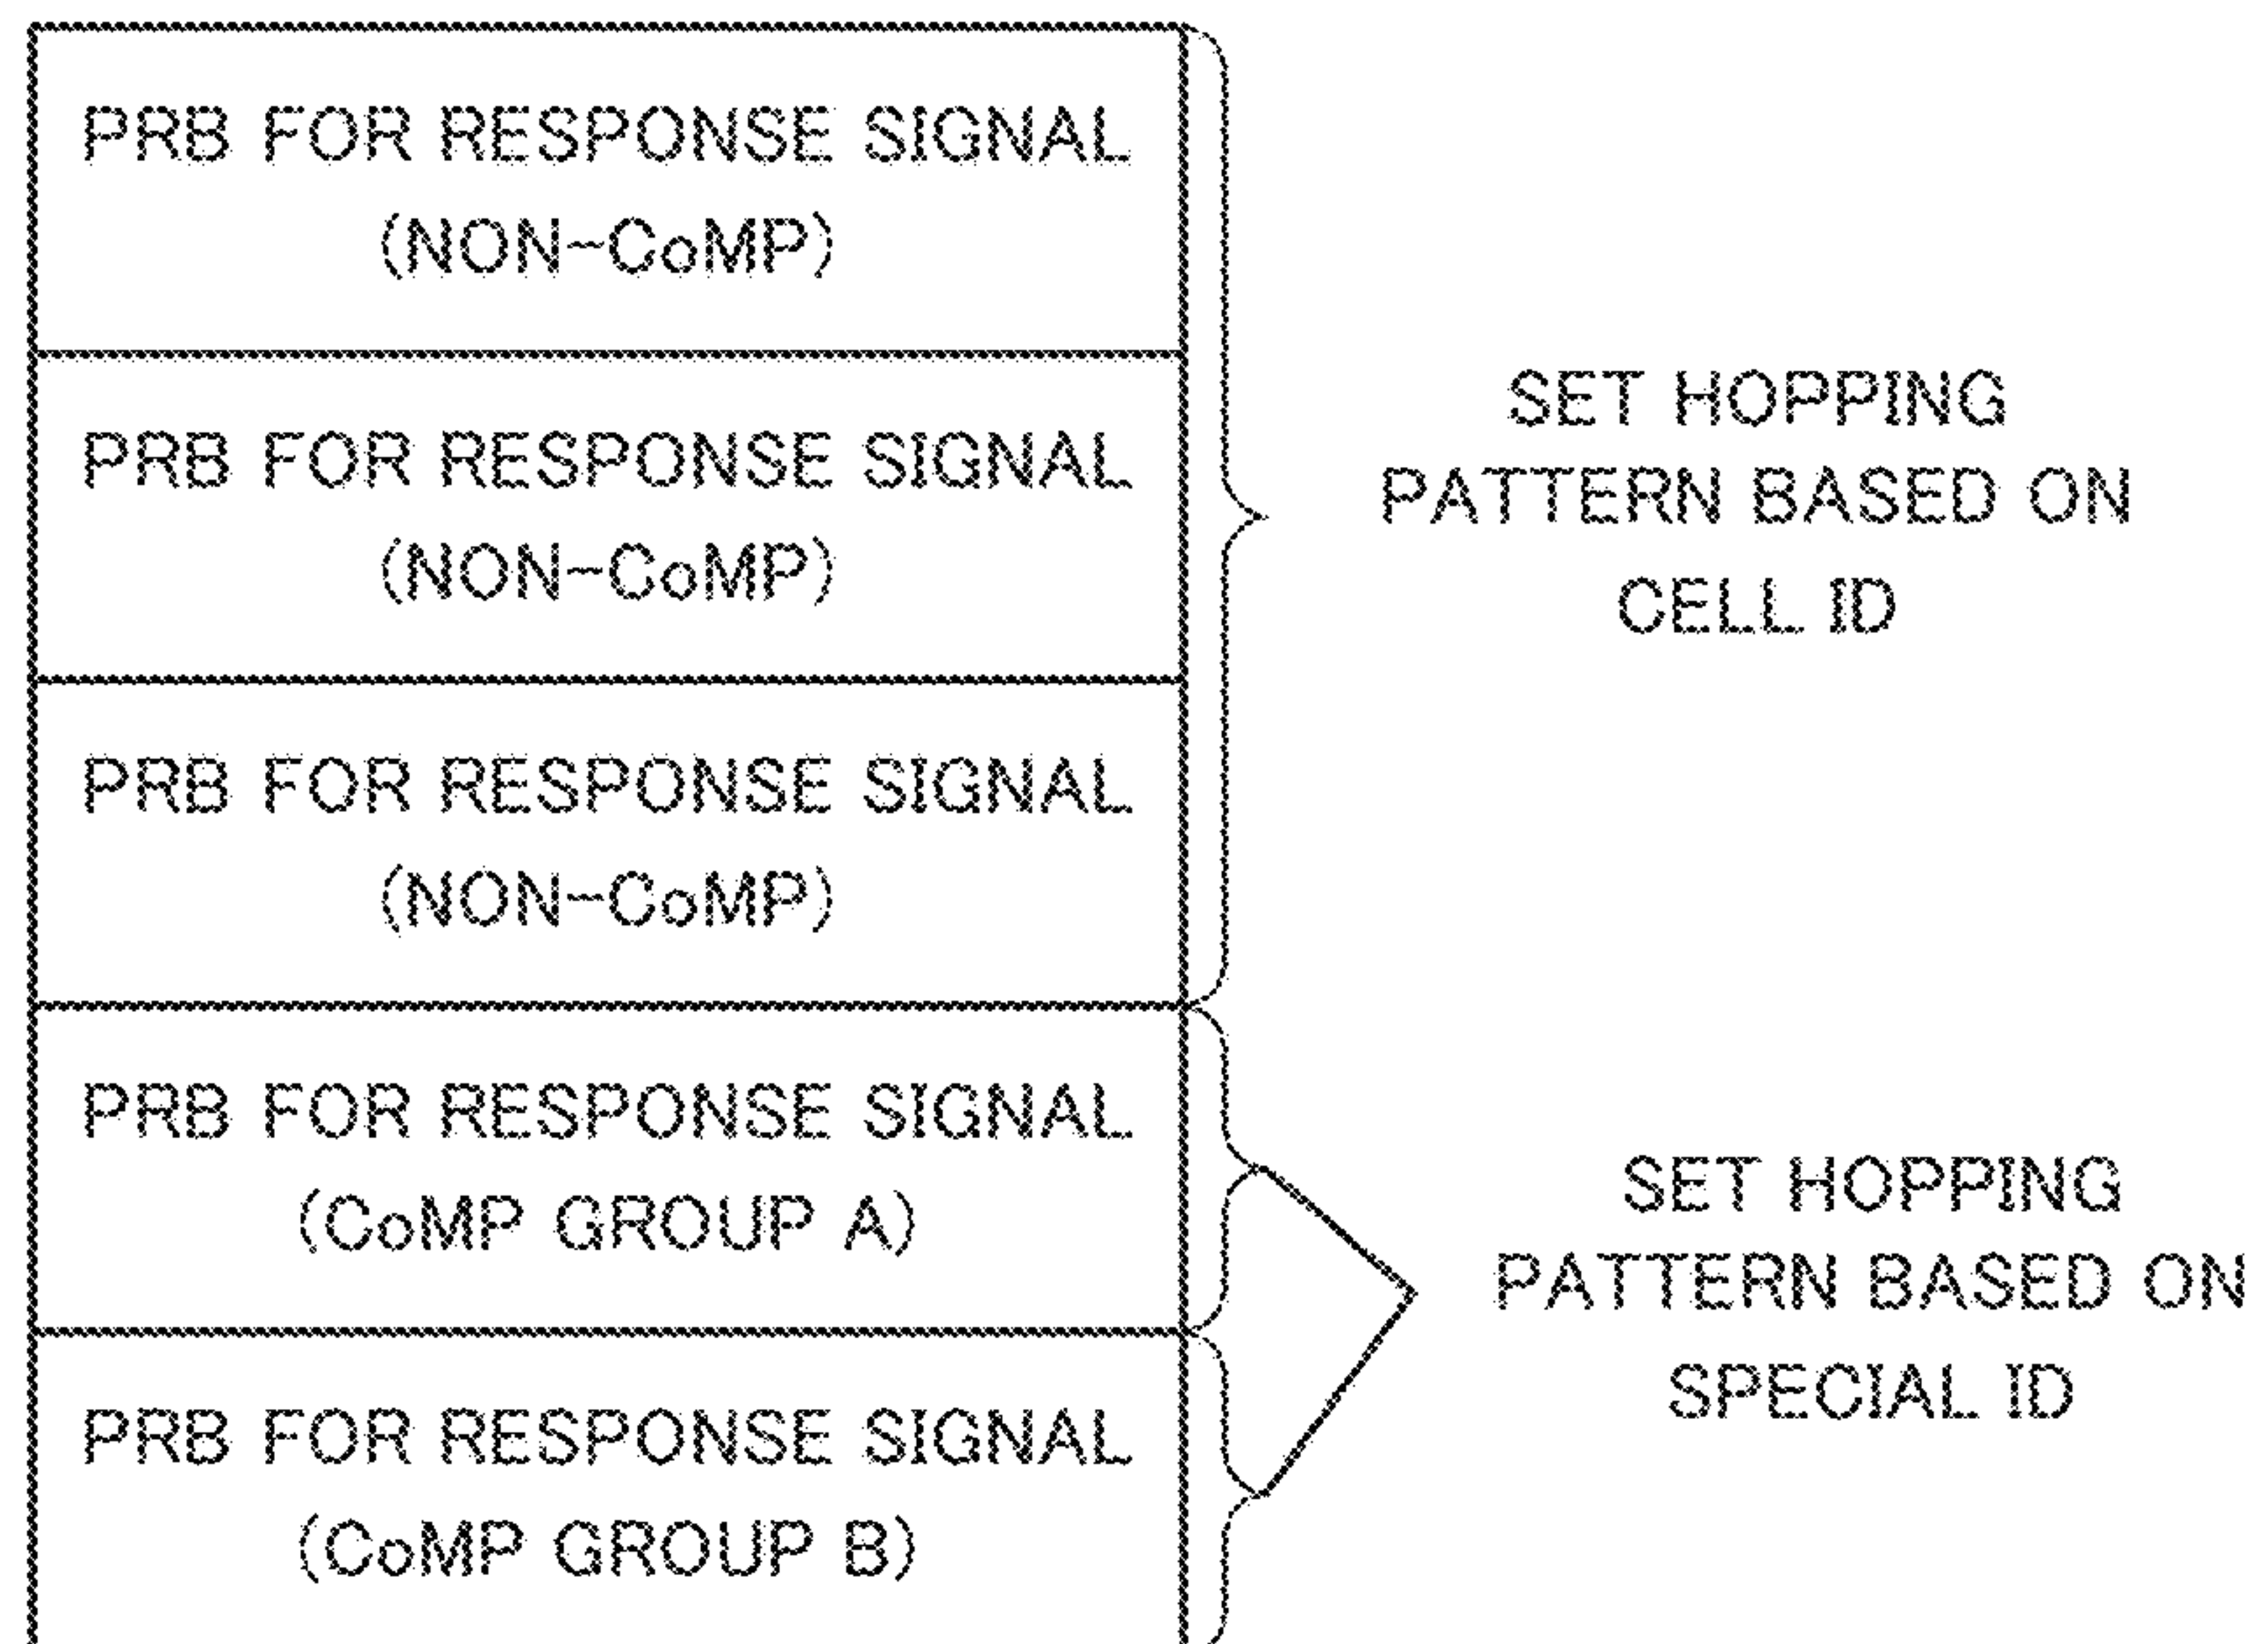 PRB FOR RESPONSE SIGNAL
(NON-CoMP)
PRB FOR RESPONSE SIGNAL
(NON-CoMP)
PRB FOR RESPONSE SIGNAL
(NON-CoMP)
SET HOPPING
PATTERN BASED ON
CELL ID
PRB FOR RESPONSE SIGNAL
(CoMP GROUP A)
PRB FOR RESPONSE SIGNAL
(CoMP GROUP B)
SET HOPPING
PATTERN BASED ON
SPECIAL ID